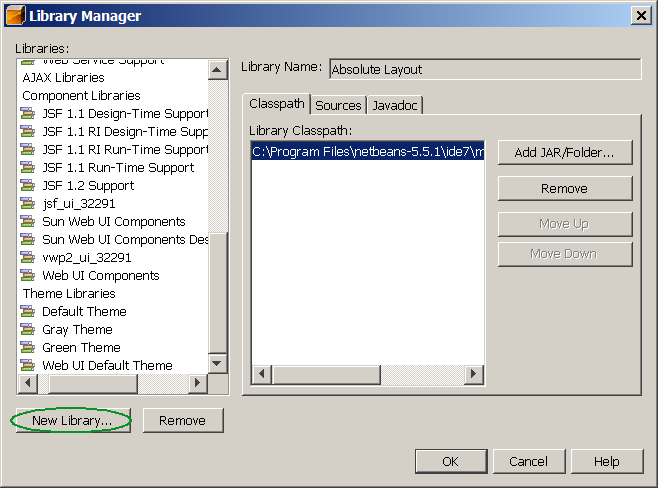 Library Manager
Libraries:
Web Service Support
AJAX Libraries
Component Libraries
JSF 1.1 Design-Time Support
JSF 1.1 RI Design-Time Supp
JSF 1.1 RI Run-Time Support
JSF 1.1 Run-Time Support
JSF 1.2 Support
jsf_ui_32291
Sun Web UI Components
Sun Web UI Components Des
vwp2_ui_32291
Web UI Components
Theme Libraries
Default Theme
Gray Theme
Green Theme
Web UI Default Theme
New Library...
Remove
Library Name:
Absolute Layout
Classpath
Sources
Javadoc
Library Classpath:
C:\Program Files\netbeans-5.5.1\ide7\m
Add JAR/Folder...
Remove
Move Up
Move Down
OK
Cancel
Help